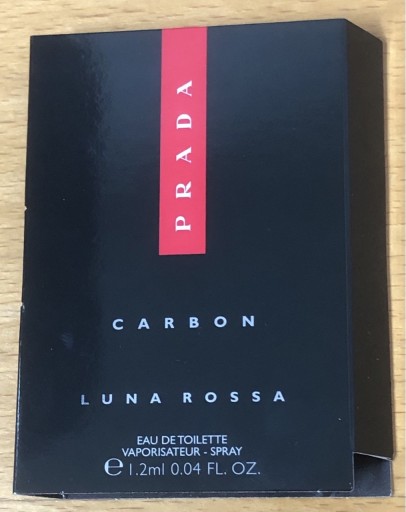 PRADA
CARBON
LUNA ROSSA
EAU DE TOILETTE
VAPORISATEUR - SPRAY
℮ 1.2ml 0.04 FL. OZ.